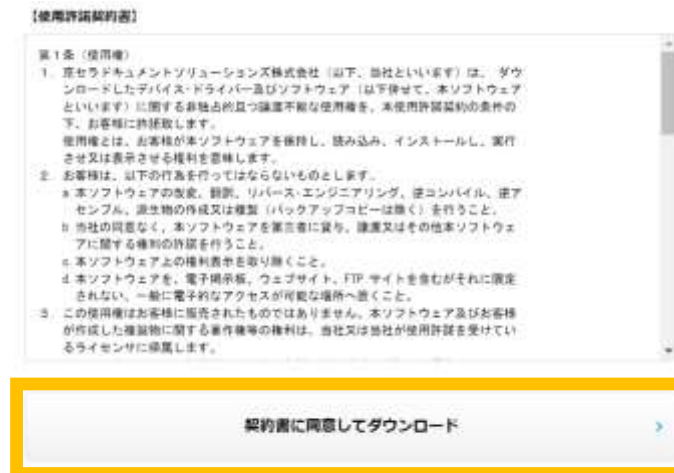 【使用許諾契約書】
第1条（使用権）
1. 京セラドキュメントソリューションズ株式会社（以下、当社といいます）は、ダウ
ンロードしたデバイス・ドライバー及びソフトウェア（以下併せて、本ソフトウェア
といいます）に関する非独占的且つ譲渡不能な使用権を、本使用許諾契約の条件の
下、お客様に許諾致します。
使用権とは、お客様が本ソフトウェアを保持し、読み込み、インストールし、実行
させ又は表示させる権利を意味します。
2. お客様は、以下の行為を行ってはならないものとします。
a 本ソフトウェアの改変、翻訳、リバース・エンジニアリング、逆コンパイル、逆ア
センブル、派生物の作成又は複製（バックアップコピーは除く）を行うこと。
b 当社の同意なく、本ソフトウェアを第三者に貸与、譲渡又はその他本ソフトウェ
アに関する権利の許諾を行うこと。
c 本ソフトウェア上の権利表示を取り除くこと。
d 本ソフトウェアを、電子掲示板、ウェブサイト、FTP サイトを含むがそれに限定
されない、一般に電子的なアクセスが可能な場所へ置くこと。
3. この使用権はお客様に販売されたものではありません。本ソフトウェア及びお客様
が作成した複製物に関する著作権等の権利は、当社又は当社が使用許諾を受けてい
るライセンサに帰属します。
契約書に同意してダウンロード